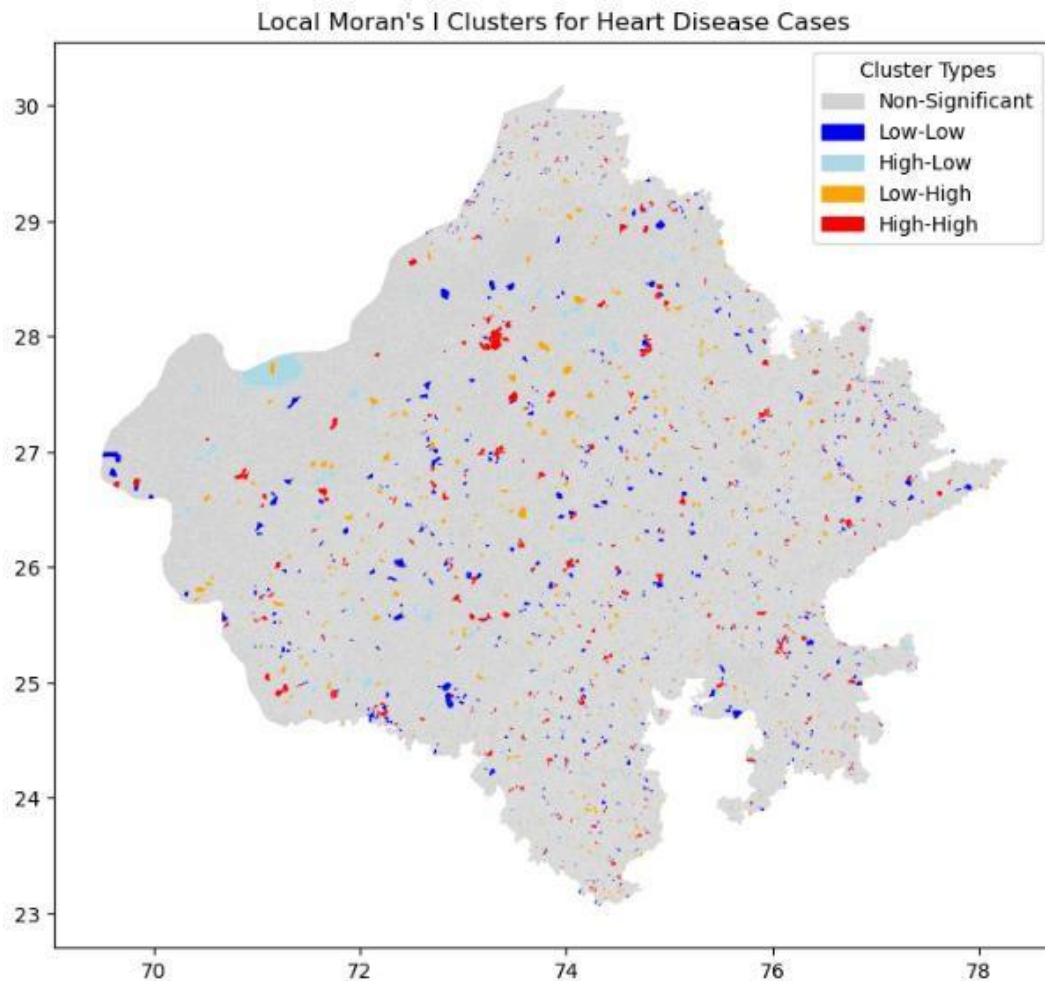 Local Moran's I Clusters for Heart Disease Cases
Cluster Types
Non-Significant
Low-Low
High-Low
Low-High
High-High
30
29
28
27
26
25
24
23
70
72
74
76
78